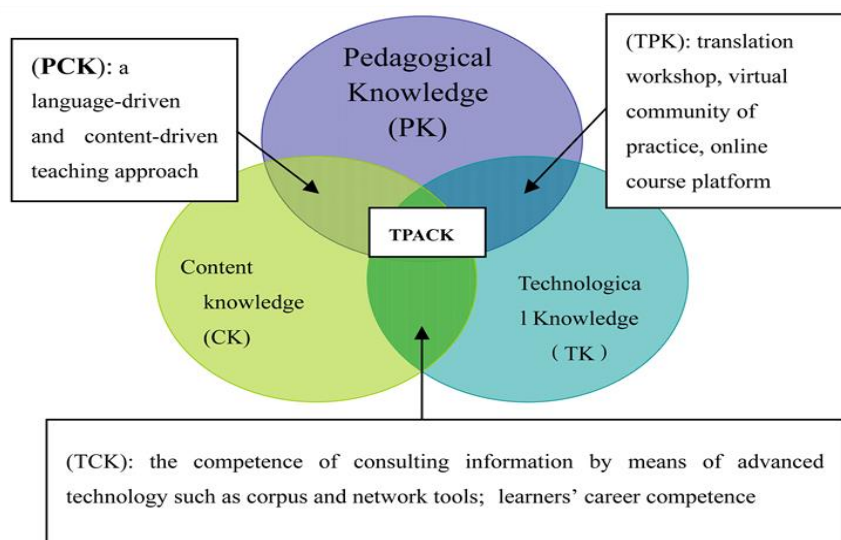 (PCK): a
language-driven
and content-driven
teaching approach
Pedagogical
Knowledge
(PK)
(TPK): translation
workshop, virtual
community of
practice, online
course platform
TPACK
Content
knowledge
(CK)
Technologica
l Knowledge
( TK )
(TCK): the competence of consulting information by means of advanced
technology such as corpus and network tools; learners’ career competence